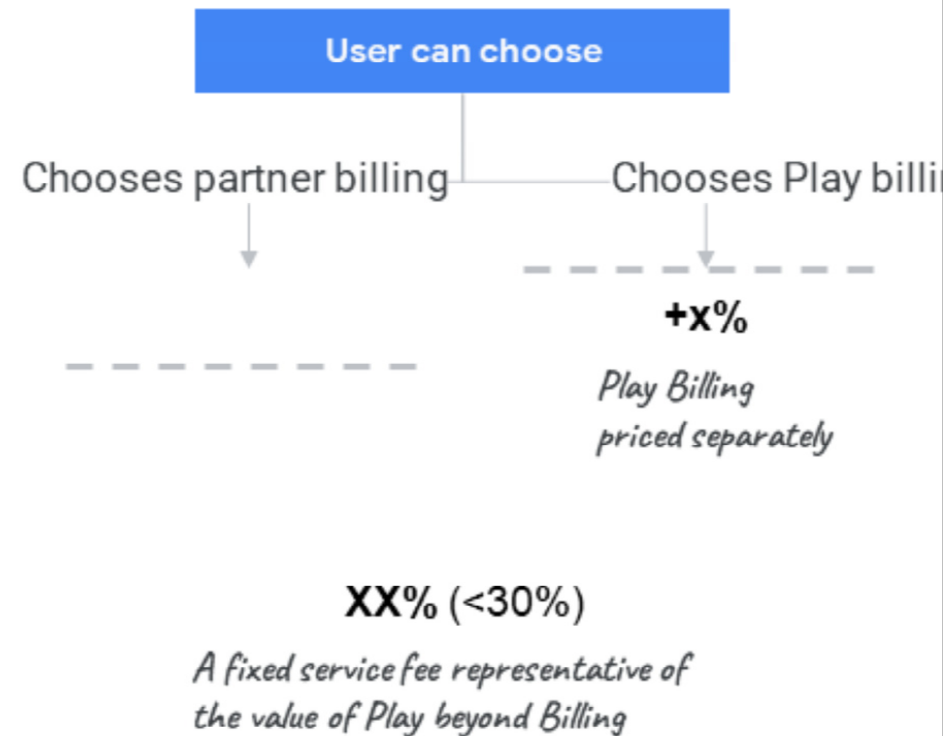 User can choose
Chooses partner billing
Chooses Play billi
+x%
Play Billing
priced separately
XX% (<30%)
A fixed service fee representative of
the value of Play beyond Billing